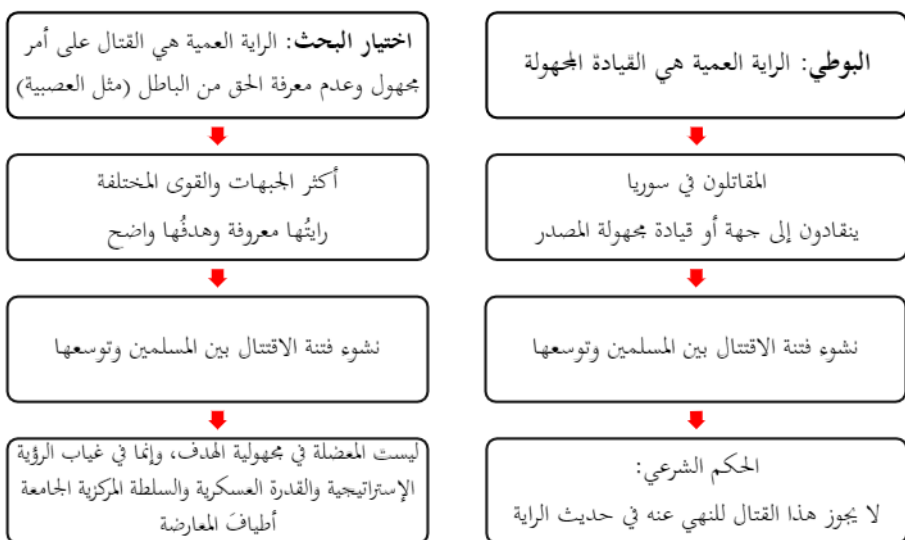 البوطي: الراية العمية هي القيادة المجهولة
المقاتلون في سوريا
ينقادون إلى جهة أو قيادة مجهولة المصدر
نشوء فتنة الاقتتال بين المسلمين وتوسعها
الحكم الشرعي:
لا يجوز هذا القتال للنهي عنه في حديث الراية
اختيار البحث: الراية العمية هي القتال على أمر
مجهول وعدم معرفة الحق من الباطل (مثل العصبية)
أكثر الجبهات والقوى المختلفة
رايتُها معروفة وهدفُها واضح
نشوء فتنة الاقتتال بين المسلمين وتوسعها
ليست المعضلة في مجهولية الهدف، وإنما في غياب الرؤية
الإستراتيجية والقدرة العسكرية والسلطة المركزية الجامعة
أطيافَ المعارضة